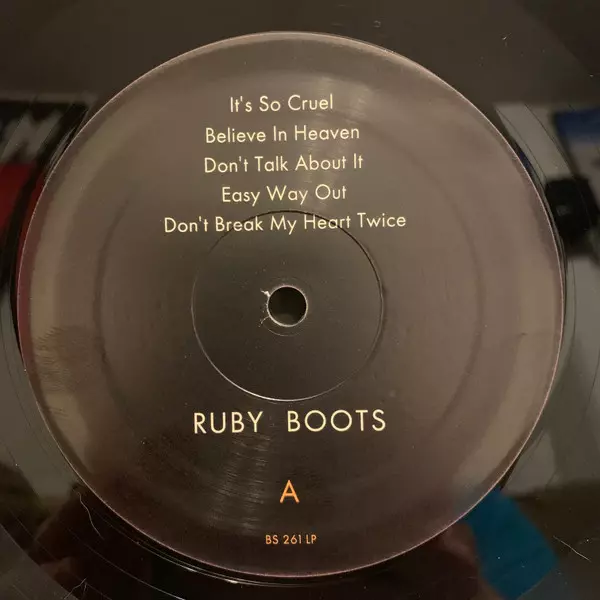 It's So Cruel
Believe In Heaven
Don't Talk About It
Easy Way Out
Don't Break My Heart Twice
RUBY BOOTS
A
BS 261 LP